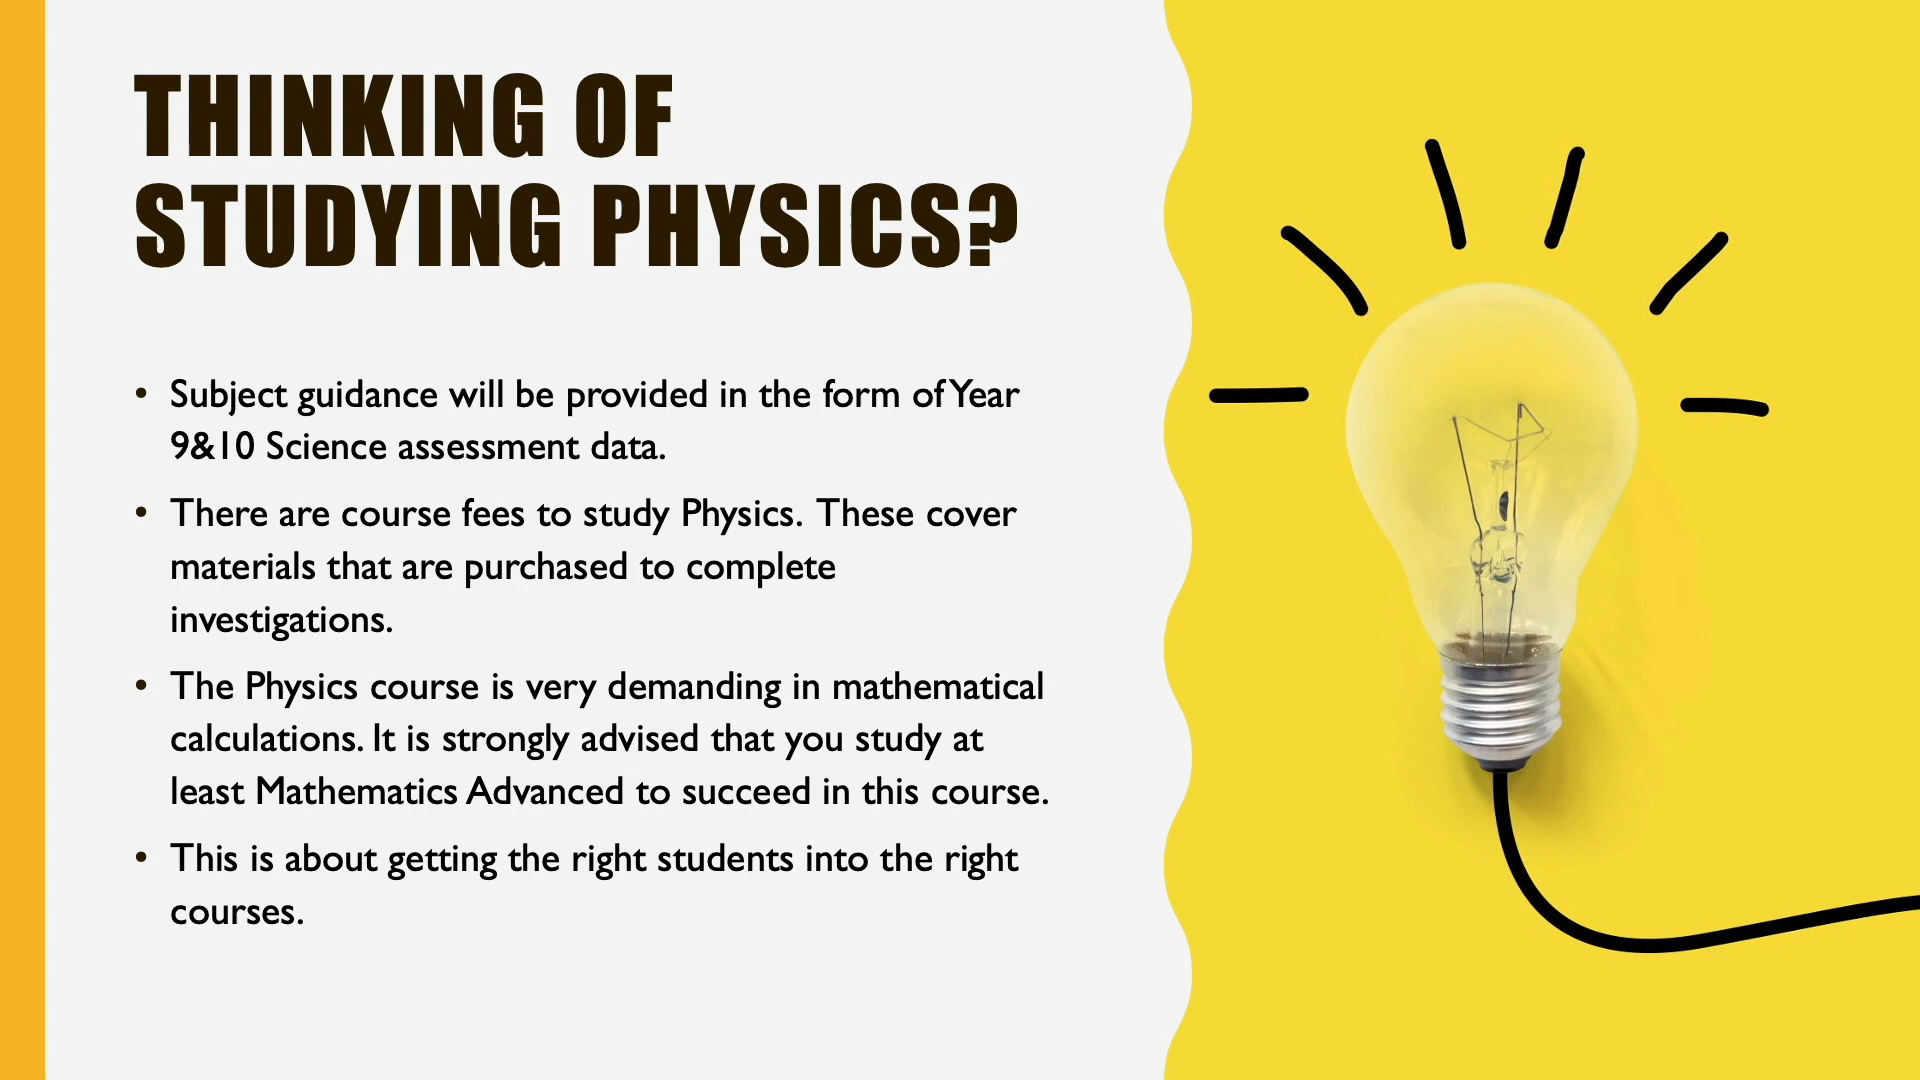 THINKING OF
STUDYING PHYSICS?
• Subject guidance will be provided in the form of Year
9&10 Science assessment data.
• There are course fees to study Physics. These cover
materials that are purchased to complete
investigations.
• The Physics course is very demanding in mathematical
calculations. It is strongly advised that you study at
least Mathematics Advanced to succeed in this course.
• This is about getting the right students into the right
courses.